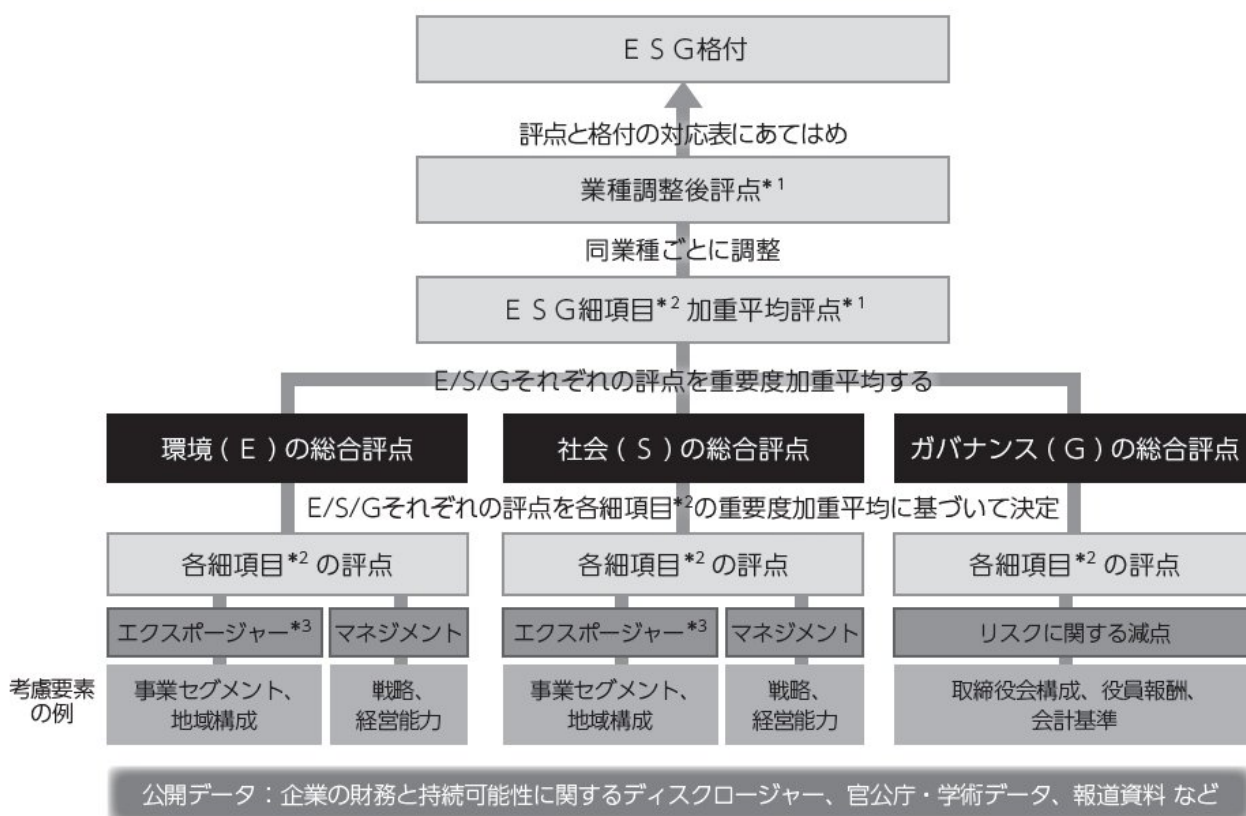 ＥＳＧ格付
評点と格付の対応表にあてはめ
業種調整後評点*1
同業種ごとに調整
ＥＳＧ細項目*2 加重平均評点*1
E/S/Gそれぞれの評点を重要度加重平均する
環境(Ｅ)の総合評点
社会(Ｓ)の総合評点
ガバナンス(Ｇ)の総合評点
E/S/Gそれぞれの評点を各細項目*2の重要度加重平均に基づいて決定
各細項目*2 の評点
各細項目*2 の評点
各細項目*2 の評点
エクスポージャー*3
マネジメント
エクスポージャー*3
マネジメント
リスクに関する減点
考慮要素
の例
事業セグメント、
地域構成
戦略、
経営能力
事業セグメント、
地域構成
戦略、
経営能力
取締役会構成、役員報酬、
会計基準
公開データ：企業の財務と持続可能性に関するディスクロージャー、官公庁・学術データ、報道資料 など